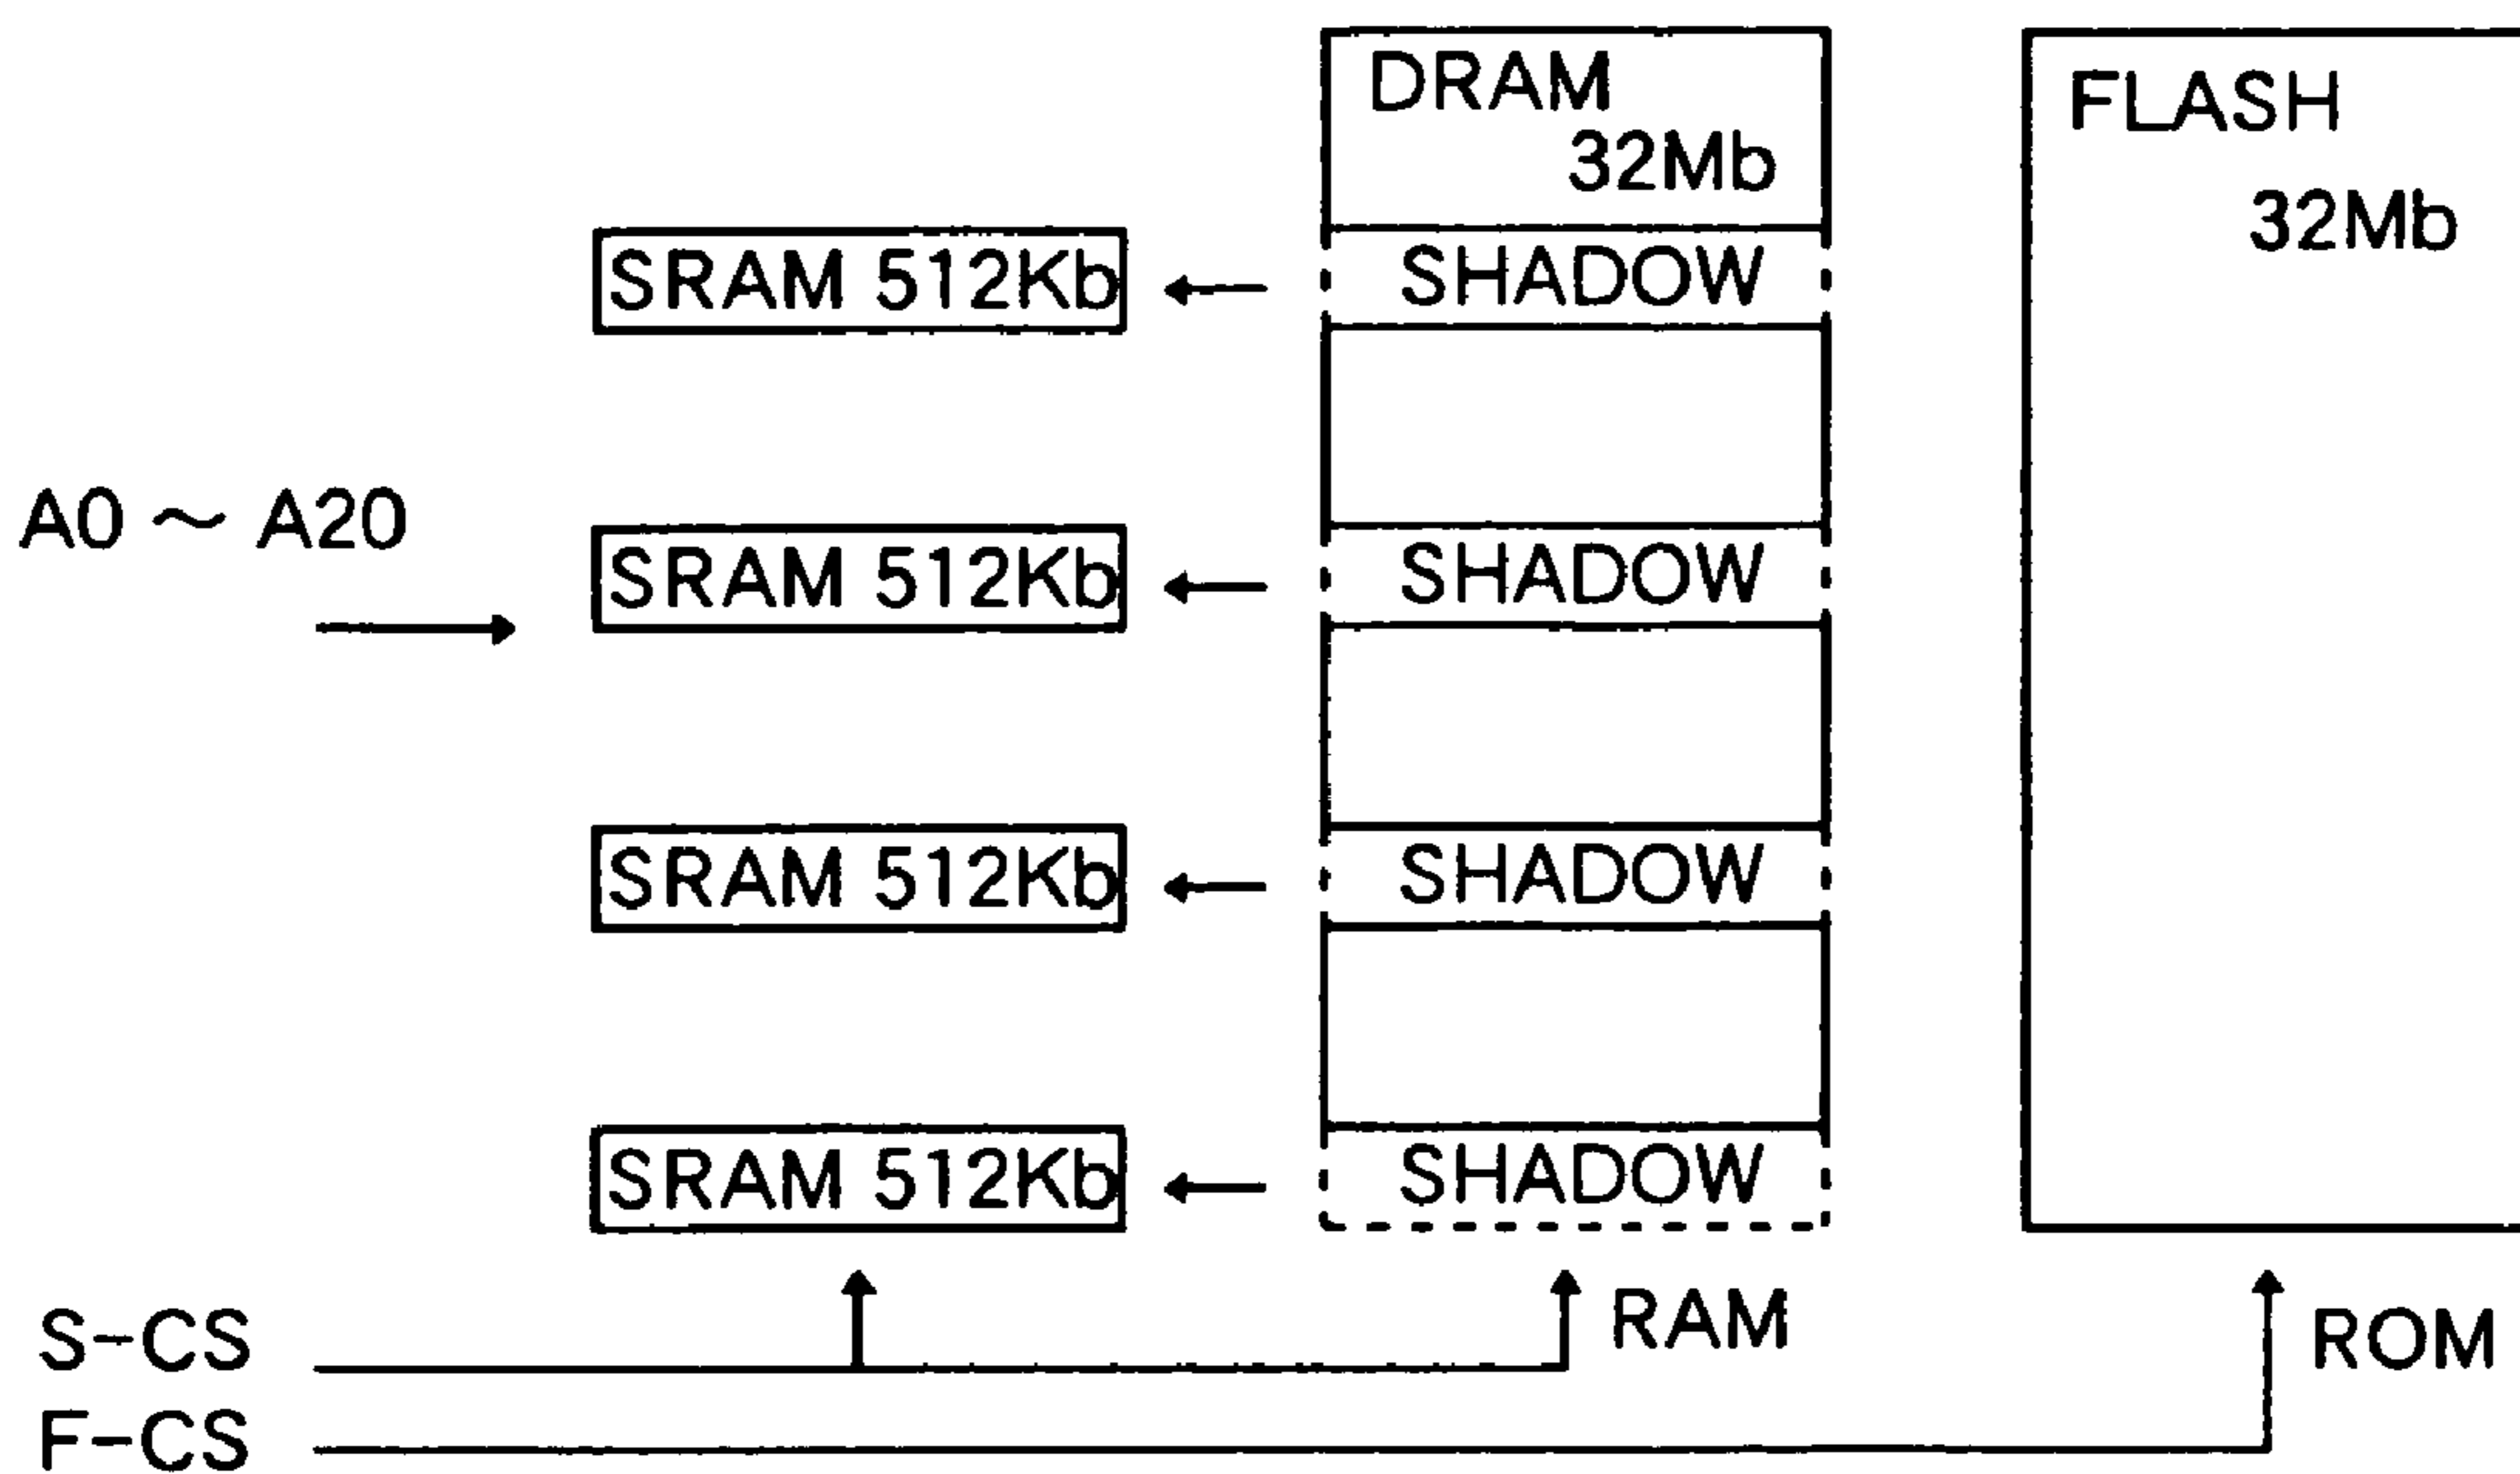 DRAM
32Mb
FLASH
32Mb
SRAM 512Kb
SHADOW
A0 ~ A20
SRAM 512Kb
SHADOW
SRAM 512Kb
SHADOW
SRAM 512Kb
SHADOW
S-CS
RAM
ROM
F-CS